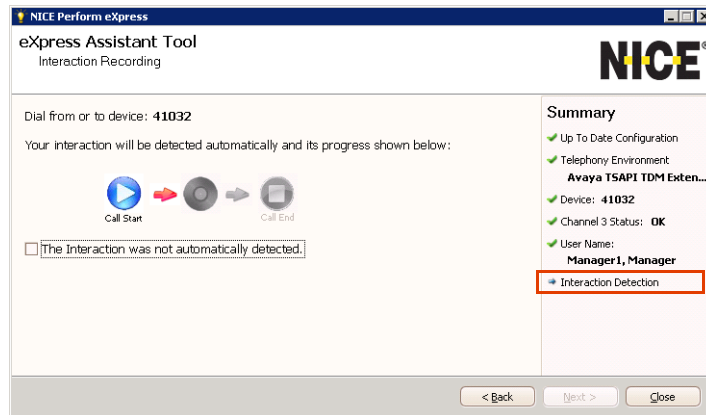 NICE Perform eXpress
eXpress Assistant Tool
Interaction Recording
NICE®
Dial from or to device: 41032
Your interaction will be detected automatically and its progress shown below:
Call Start
Call End
The Interaction was not automatically detected.
Summary
Up To Date Configuration
Telephony Environment
Avaya TSAPI TDM Exten...
Device: 41032
Channel 3 Status: OK
User Name:
Manager1, Manager
Interaction Detection
< Back
Next >
Close